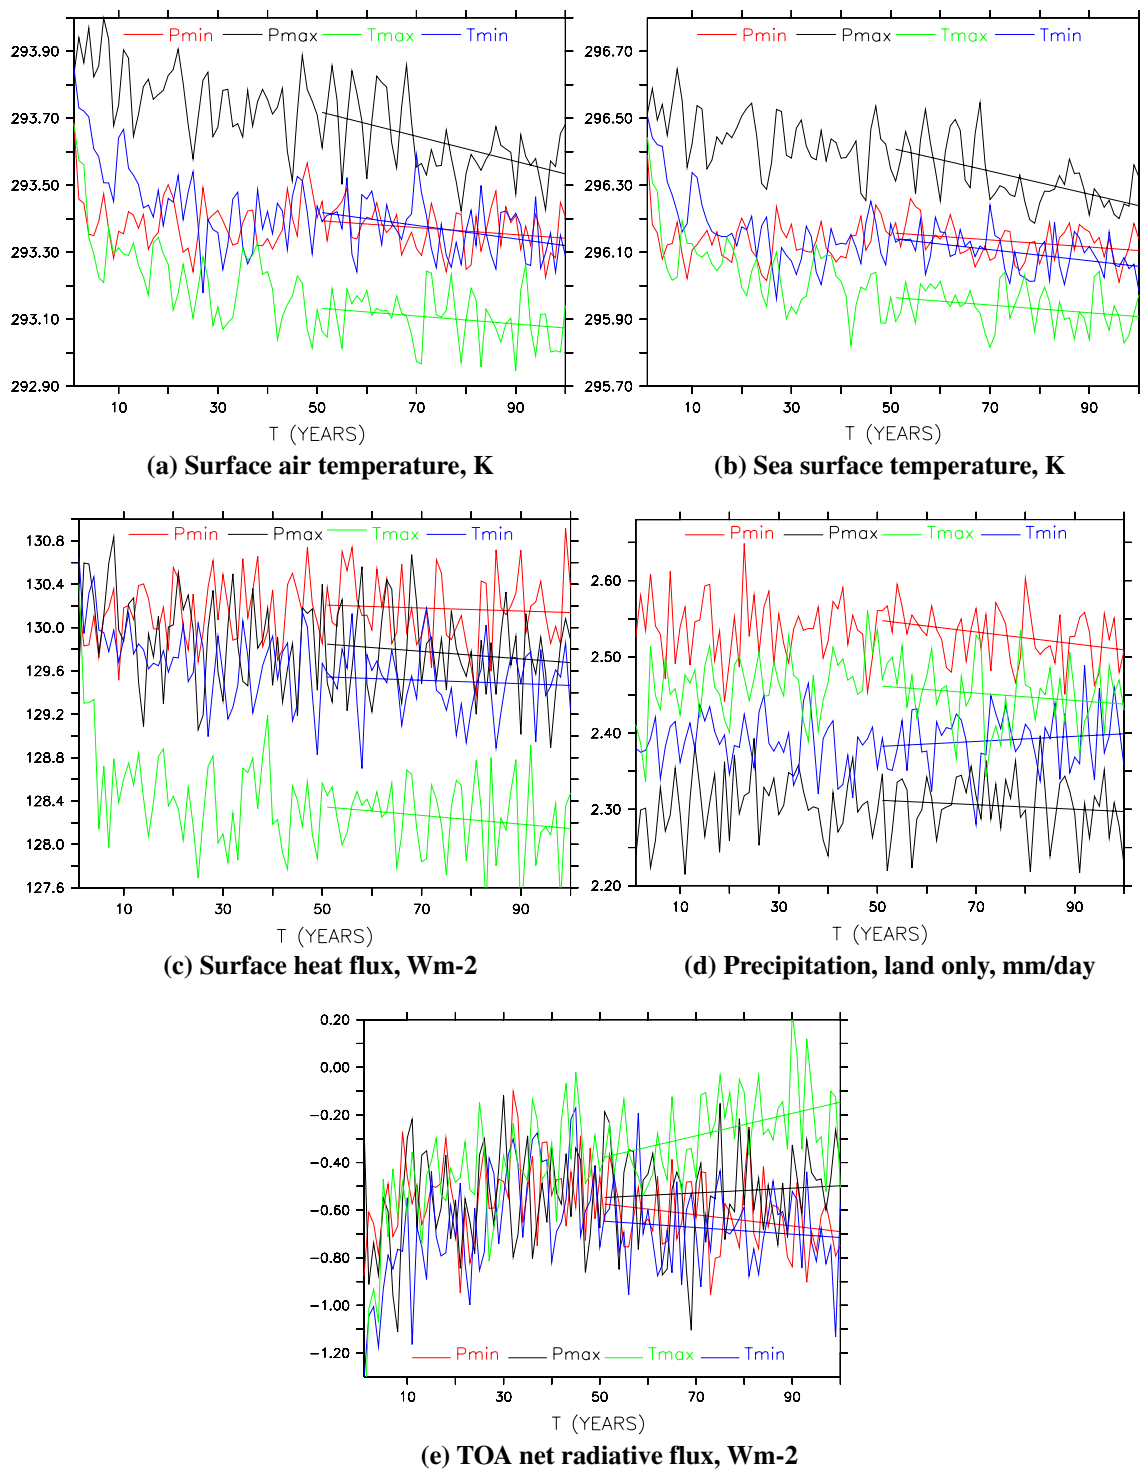 Pmin Pmax Tmax Tmin
293.90
293.70
293.50
293.30
293.10
292.90
10 30 50 70 90
T (YEARS)
(a) Surface air temperature, K
Pmin Pmax Tmax Tmin
296.70
296.50
296.30
296.10
295.90
295.70
10 30 50 70 90
T (YEARS)
(b) Sea surface temperature, K
Pmin Pmax Tmax Tmin
130.8
130.4
130.0
129.6
129.2
128.8
128.4
128.0
127.6
10 30 50 70 90
T (YEARS)
(c) Surface heat flux, Wm-2
Pmin Pmax Tmax Tmin
2.60
2.50
2.40
2.30
2.20
10 30 50 70 90
T (YEARS)
(d) Precipitation, land only, mm/day
0.20
0.00
−0.20
−0.40
−0.60
−0.80
−1.00
−1.20
Pmin Pmax Tmax Tmin
10 30 50 70 90
T (YEARS)
(e) TOA net radiative flux, Wm-2